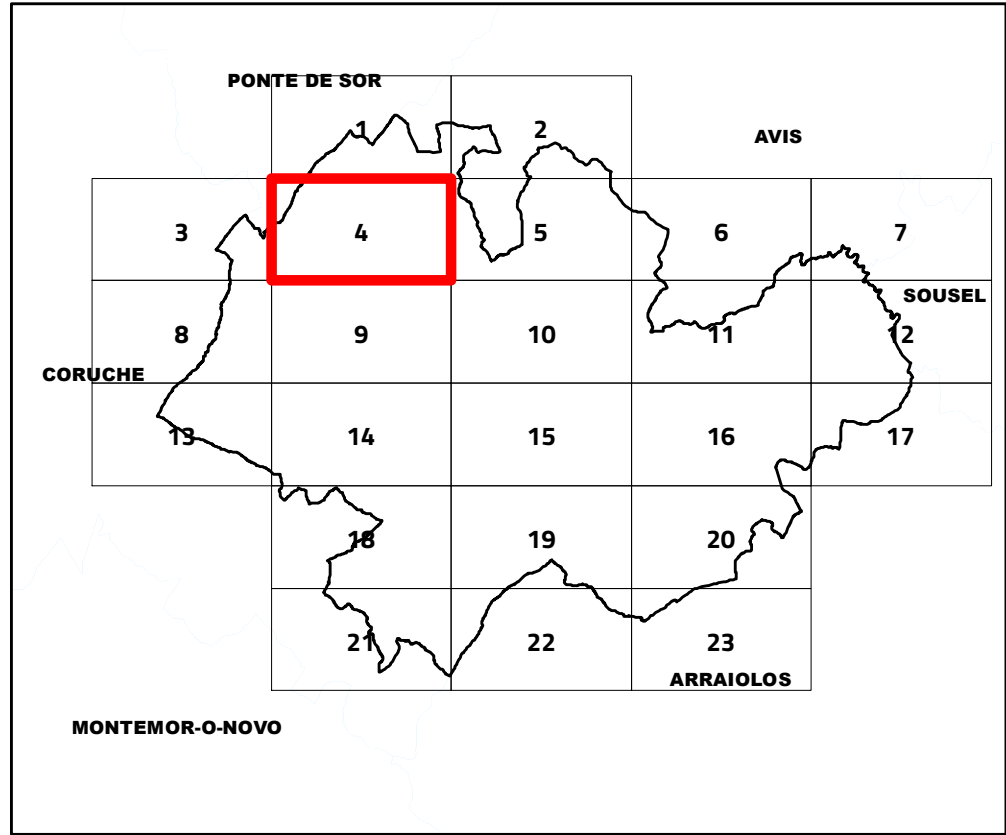 PONTE DE SOR
1 2
AVIS
3 4 5 6 7
SOUSEL
8 9 10 11 12
CORUCHE
13 14 15 16 17
18 19 20
21 22 23
ARRAIOLOS
MONTEMOR-O-NOVO